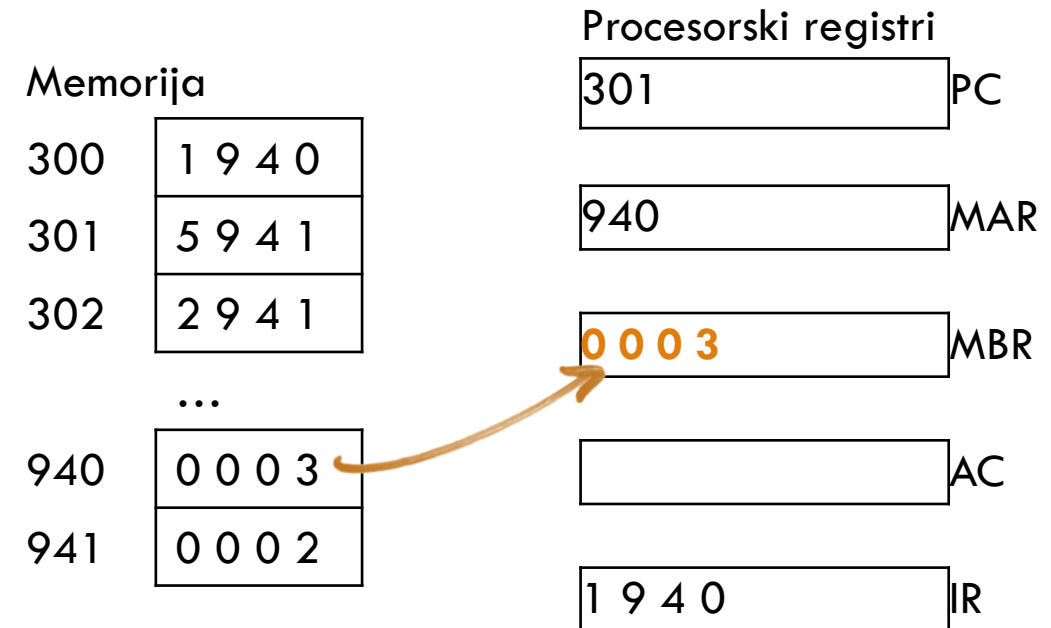 Memorija
300 1 9 4 0
301 5 9 4 1
302 2 9 4 1
...
940 0 0 0 3
941 0 0 0 2
Procesorski registri
301 PC
940 MAR
0 0 0 3 MBR
AC
1 9 4 0 IR